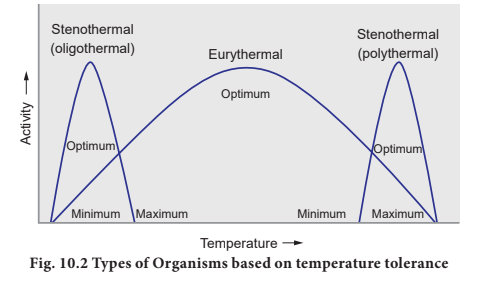 Stenothermal
(oligothermal)
Eurythermal
Stenothermal
(polythermal)
Optimum
Optimum
Optimum
Minimum
Maximum
Minimum
Maximum
Activity
Temperature
Fig. 10.2 Types of Organisms based on temperature tolerance